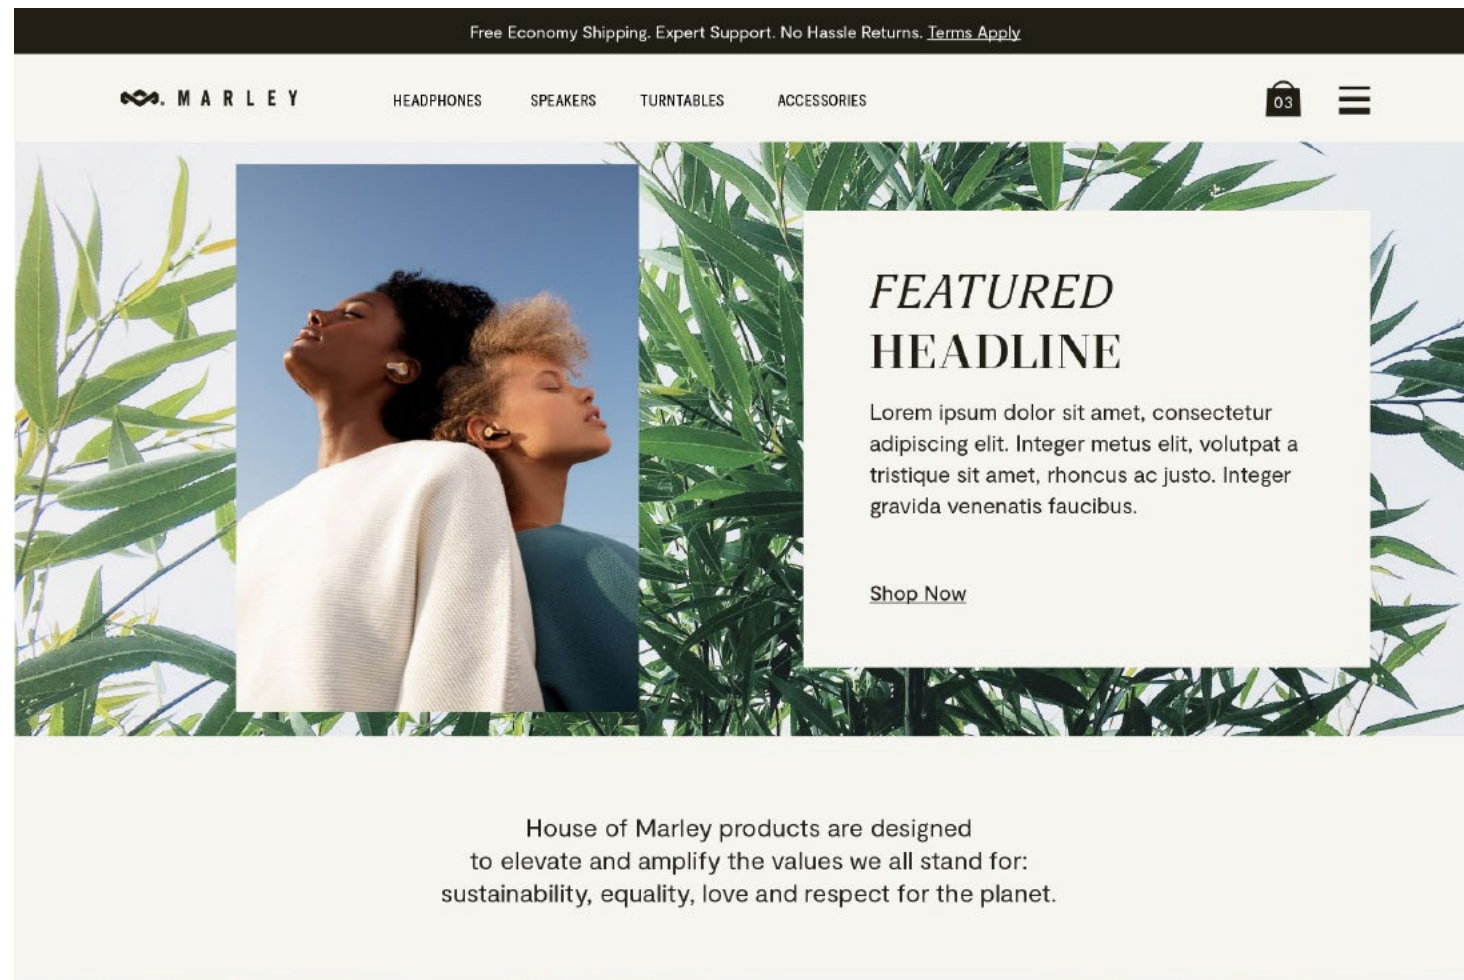 Free Economy Shipping. Expert Support. No Hassle Returns. Terms Apply
MARLEY
HEADPHONES
SPEAKERS
TURNTABLES
ACCESSORIES
03
FEATURED
HEADLINE
Lorem ipsum dolor sit amet, consectetur
adipiscing elit. Integer metus elit, volutpat a
tristique sit amet, rhoncus ac justo. Integer
gravida venenatis faucibus.
Shop Now
House of Marley products are designed
to elevate and amplify the values we all stand for:
sustainability, equality, love and respect for the planet.